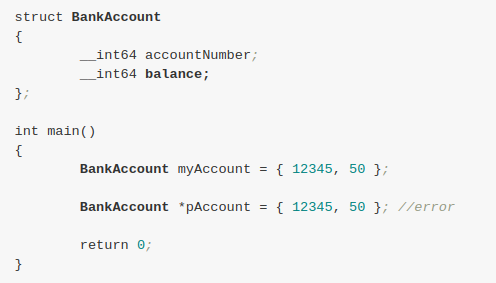 struct BankAccount
{
        __int64 accountNumber;
        __int64 balance;
};
int main()
{
        BankAccount myAccount = { 12345, 50 };
        BankAccount *pAccount = { 12345, 50 }; //error
        return 0;
}